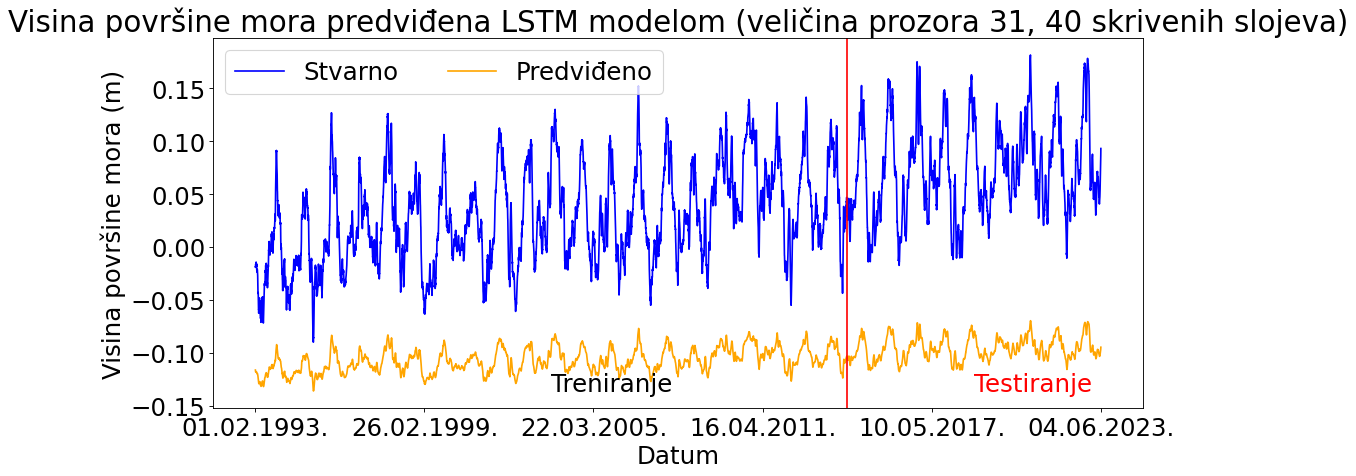 Visina površine mora predviđena LSTM modelom (veličina prozora 31, 40 skrivenih slojeva)
Stvarno Predviđeno
Visina površine mora (m)
0.15
0.10
0.05
0.00
−0.05
−0.10
−0.15
Treniranje Testiranje
01.02.1993. 26.02.1999. 22.03.2005. 16.04.2011. 10.05.2017. 04.06.2023.
Datum